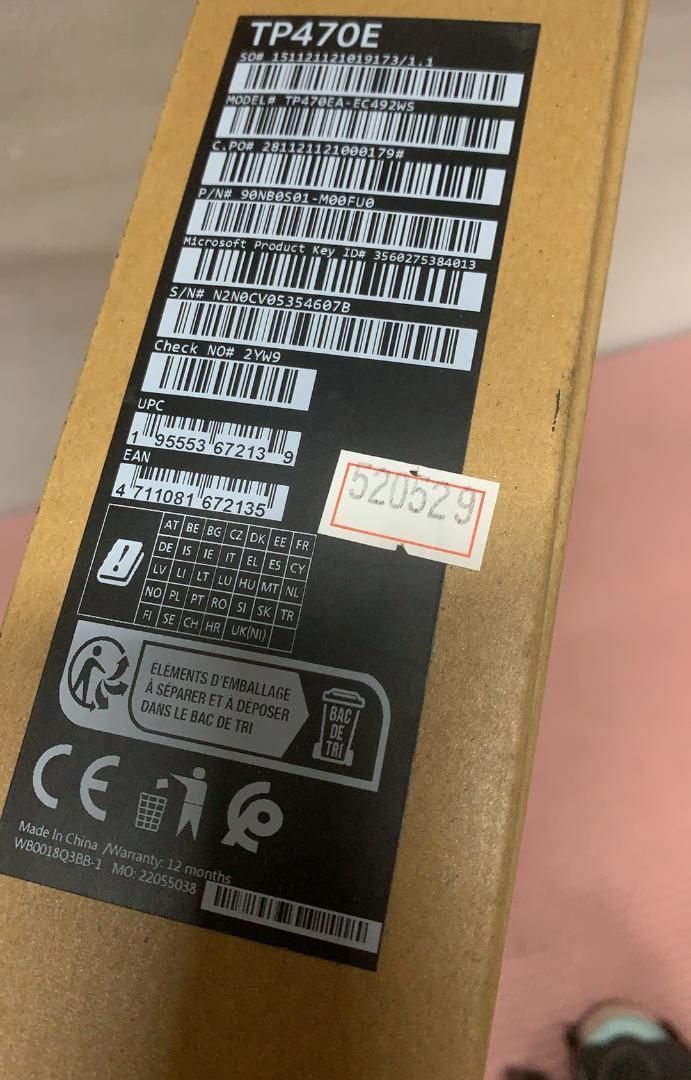 TP470E
SO# 151121121019173/1.1
MODEL# TP470EA-EC492WS
C.PO# 281121121000179#
P/N# 90NB0S01-M00FU0
Microsoft Product Key ID# 3560275384013
S/N# N2N0CV05354607B
Check NO# 2YW9
UPC
1 95553 67213 9
EAN
4 711081 672135
520529
AT BE BG CZ DK EE FR
DE IS IE IT EL ES CY
LV LI LT LU HU MT NL
NO PL PT RO SI SK TR
FI SE CH HR UK(NI)
ÉLÉMENTS D'EMBALLAGE
À SÉPARER ET À DÉPOSER
DANS LE BAC DE TRI
BAC
DE
TRI
CE
Made In China /Warranty: 12 months
WB0018Q3BB-1 MO: 22055038